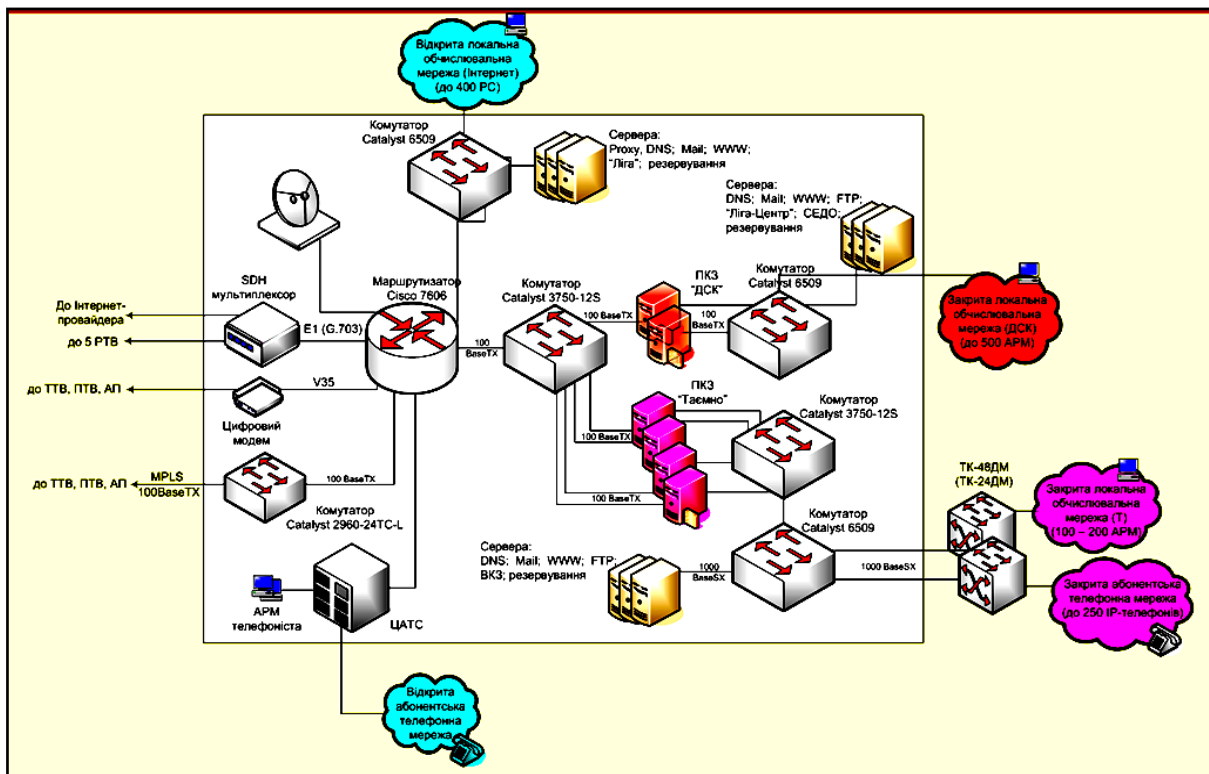 Відкрита локальна
обчислювальна
мережа (Інтернет)
(до 400 РС)
Комутатор
Catalyst 6509
Сервера:
Proxy, DNS; Mail; WWW;
"Ліга"; резервування
Сервера:
DNS; Mail; WWW; FTP;
"Ліга-Центр"; СЕДО;
резервування
SDH
мультиплексор
Маршрутизатор
Cisco 7606
Комутатор
Catalyst 3750-12S
ПКЗ
"ДСК"
Комутатор
Catalyst 6509
До Інтернет-
провайдера
E1 (G.703)
до 5 РТВ
100
BaseTX
100 BaseTX
100
BaseTX
Закрита локальна
обчислювальна
мережа (ДСК)
(до 500 АРМ)
до ТТВ, ПТВ, АП
V35
Цифровий
модем
ПКЗ
"Таємно"
Комутатор
Catalyst 3750-12S
100 BaseTX
100 BaseTX
до ТТВ, ПТВ, АП
MPLS
100BaseTX
100 BaseTX
Комутатор
Catalyst 2960-24TC-L
ТК-48ДМ
(ТК-24ДМ)
Закрита локальна
обчислювальна
мережа (Т)
(100 – 200 АРМ)
Комутатор
Catalyst 6509
Сервера:
DNS; Mail; WWW; FTP;
ВКЗ; резервування
1000
BaseSX
1000 BaseSX
Закрита абонентська
телефонна мережа
(до 250 IP-телефонів)
АРМ
телефоніста
ЦАТС
Відкрита
абонентська
телефонна
мережа